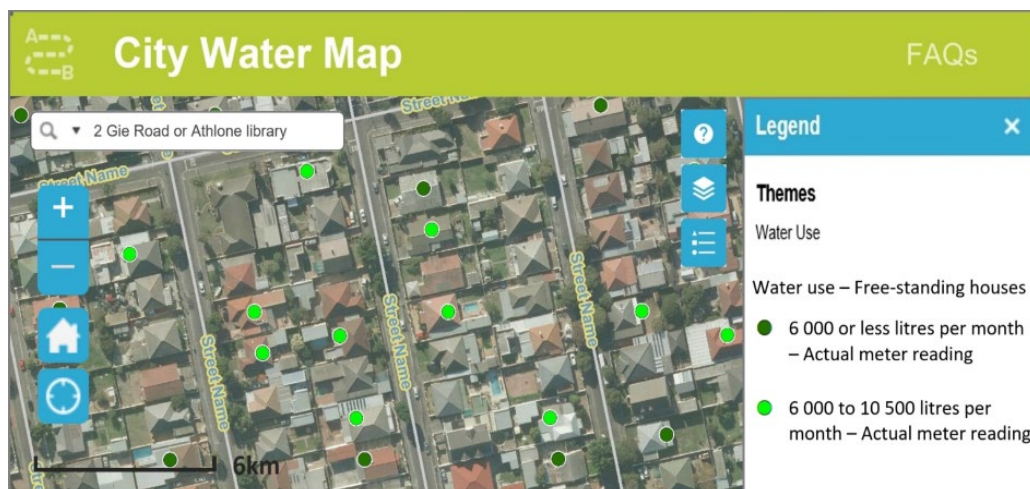 A
B
City Water Map
FAQs
2 Gie Road or Athlone library
Street Name
Street Name
Street Name
Street Name
Street Name
+
−
?
6km
Legend ×
Themes
Water Use
Water use – Free-standing houses
6 000 or less litres per month
– Actual meter reading
6 000 to 10 500 litres per
month – Actual meter reading